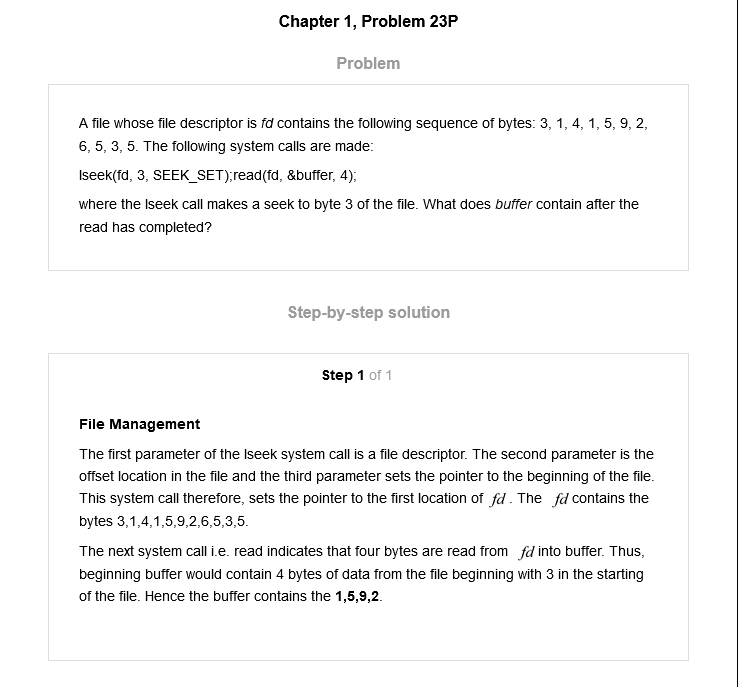 Chapter 1, Problem 23P
Problem
A file whose file descriptor is fd contains the following sequence of bytes: 3, 1, 4, 1, 5, 9, 2,
6, 5, 3, 5. The following system calls are made:
lseek(fd, 3, SEEK_SET);read(fd, &buffer, 4);
where the lseek call makes a seek to byte 3 of the file. What does buffer contain after the
read has completed?
Step-by-step solution
Step 1 of 1
File Management
The first parameter of the lseek system call is a file descriptor. The second parameter is the
offset location in the file and the third parameter sets the pointer to the beginning of the file.
This system call therefore, sets the pointer to the first location of fd . The fd contains the
bytes 3,1,4,1,5,9,2,6,5,3,5.
The next system call i.e. read indicates that four bytes are read from fd into buffer. Thus,
beginning buffer would contain 4 bytes of data from the file beginning with 3 in the starting
of the file. Hence the buffer contains the 1,5,9,2.